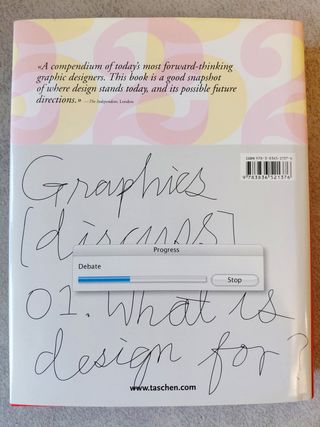 «A compendium of today's most forward-thinking
graphic designers. This book is a good snapshot
of where design stands today, and its possible future
directions.» —The Independent, London
9783836521376
Graphics
[discuss]
Progress
Debate
Stop
01. What is
design for?
www.taschen.com